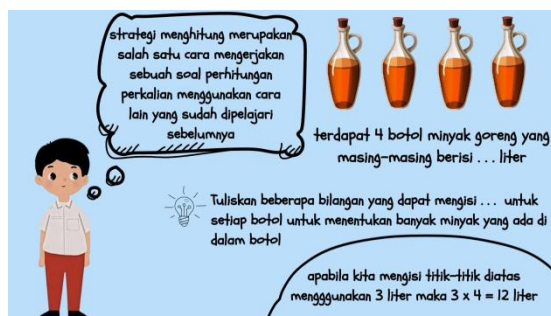 strategi menghitung merupakan
salah satu cara mengerjakan
sebuah soal perhitungan
perkalian menggunakan cara
lain yang sudah dipelajari
sebelumnya
terdapat 4 botol minyak goreng yang
masing-masing berisi ... liter
Tuliskan beberapa bilangan yang dapat mengisi ... untuk
setiap botol untuk menentukan banyak minyak yang ada di
dalam botol
apabila kita mengisi titik-titik diatas
mengggunakan 3 liter maka 3 x 4 = 12 liter